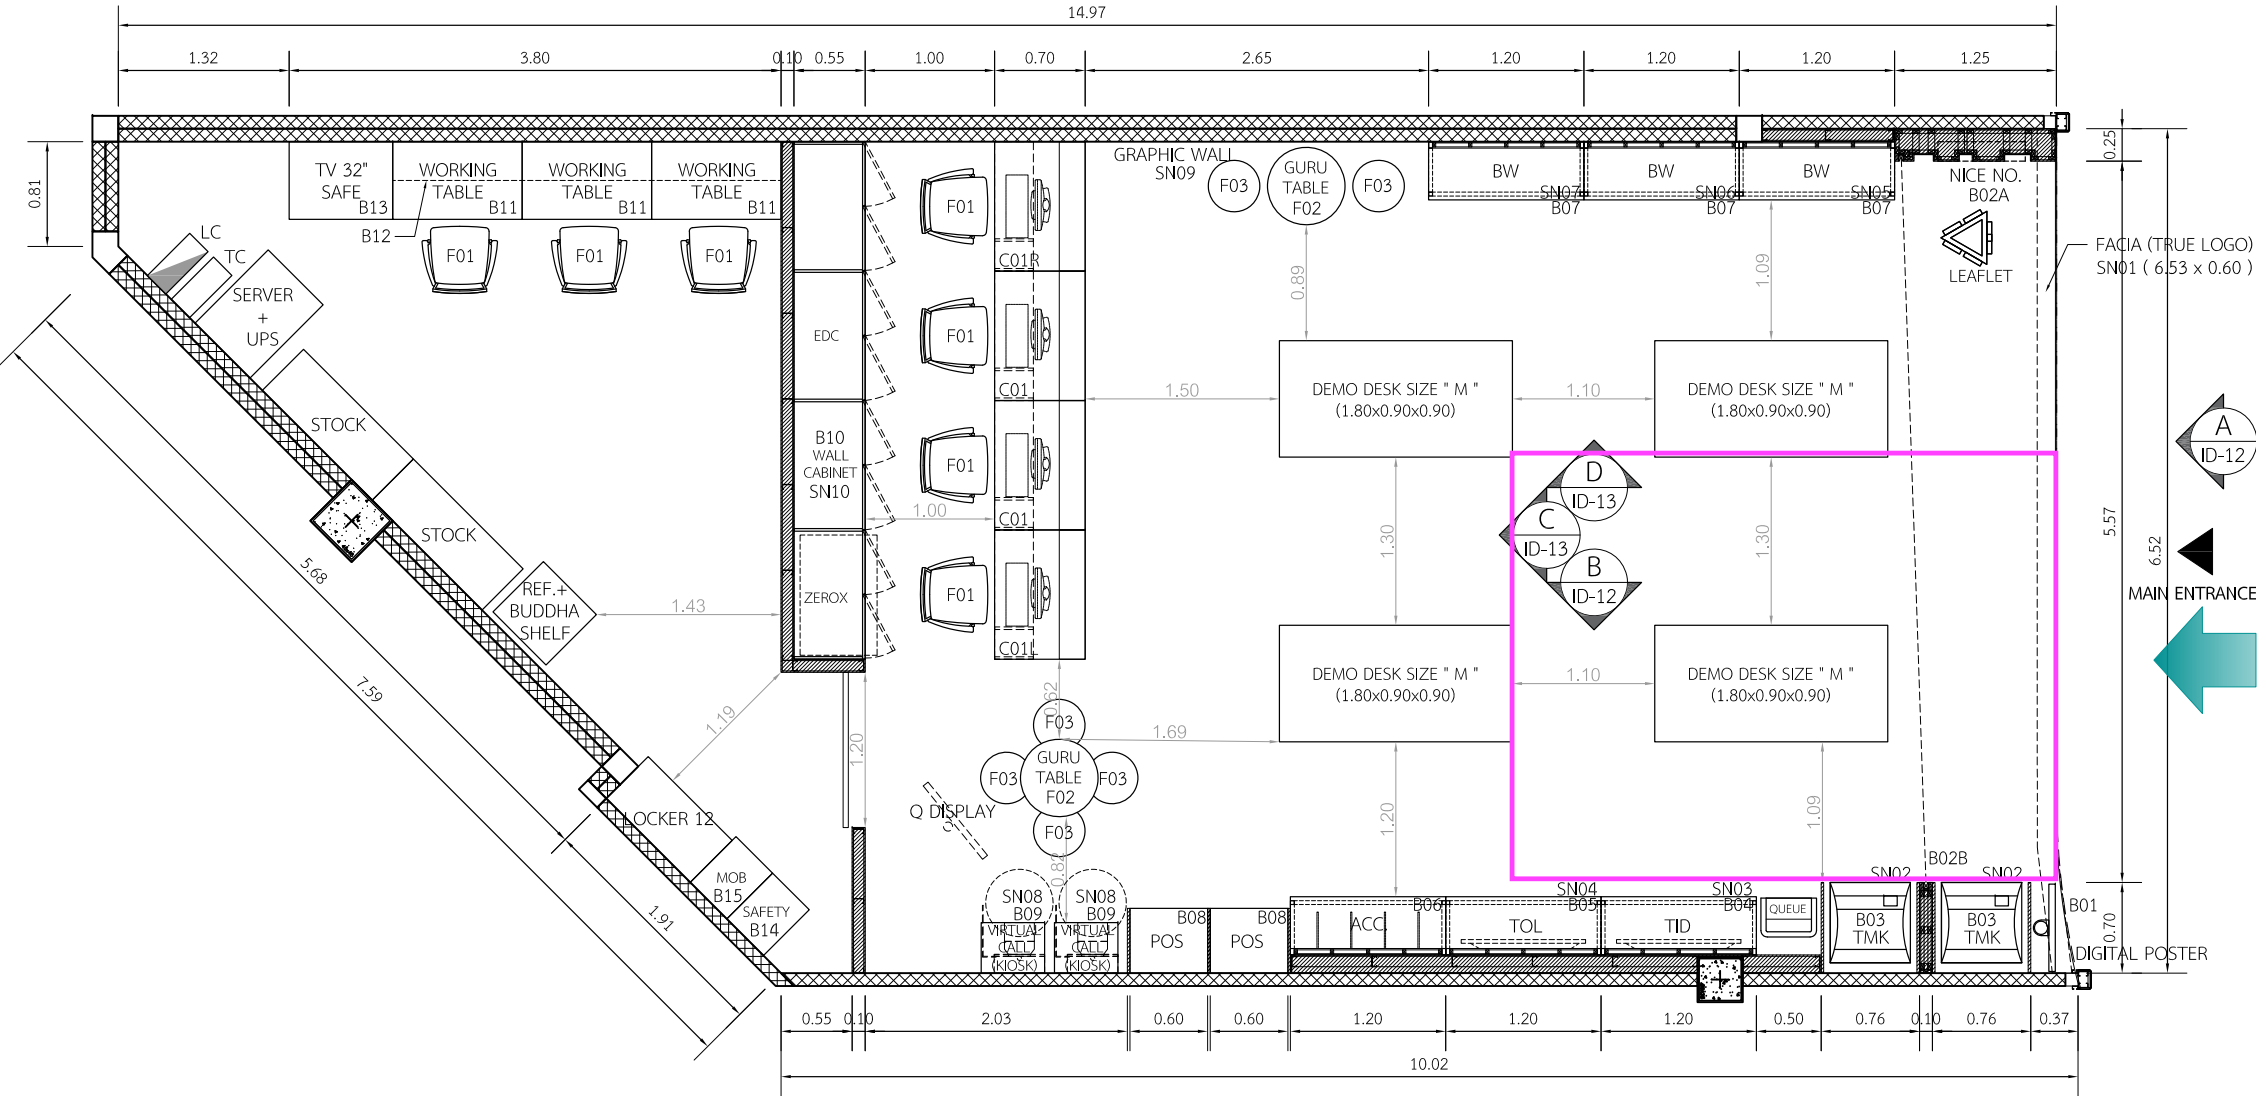 14.97
1.32
3.80
0.10
0.55
1.00
0.70
2.65
1.20
1.20
1.20
1.25
0.81
0.25
TV 32"
SAFE
B13
WORKING
TABLE
B11
WORKING
TABLE
B11
WORKING
TABLE
B11
B12
F01
F01
F01
LC
TC
SERVER
+
UPS
STOCK
STOCK
REF.+
BUDDHA
SHELF
5.68
7.59
1.91
1.43
1.19
LOCKER 12
MOB
B15
SAFETY
B14
EDC
B10
WALL
CABINET
SN10
ZEROX
1.20
F01
C01R
F01
C01
F01
C01
F01
C01L
1.00
GRAPHIC WALL
SN09
F03
GURU
TABLE
F02
F03
BW
SN07
B07
BW
SN06
B07
BW
SN05
B07
NICE NO.
B02A
LEAFLET
FACIA (TRUE LOGO)
SN01 ( 6.53 x 0.60 )
0.89
1.09
1.50
DEMO DESK SIZE " M "
(1.80x0.90x0.90)
1.10
DEMO DESK SIZE " M "
(1.80x0.90x0.90)
A
ID-12
D
ID-13
C
ID-13
B
ID-12
1.30
1.30
5.57
6.52
MAIN ENTRANCE
DEMO DESK SIZE " M "
(1.80x0.90x0.90)
1.10
DEMO DESK SIZE " M "
(1.80x0.90x0.90)
0.62
1.69
F03
F03
GURU
TABLE
F02
F03
F03
Q DISPLAY
0.82
1.20
1.09
SN08
B09
VIRTUAL
CALL
(KIOSK)
SN08
B09
VIRTUAL
CALL
(KIOSK)
B08
POS
B08
POS
B06
ACC.
SN04
B05
TOL
SN03
B04
TID
QUEUE
SN02
B03
TMK
B02B
SN02
B03
TMK
B01
0.70
DIGITAL POSTER
0.55
0.10
2.03
0.60
0.60
1.20
1.20
1.20
0.50
0.76
0.10
0.76
0.37
10.02